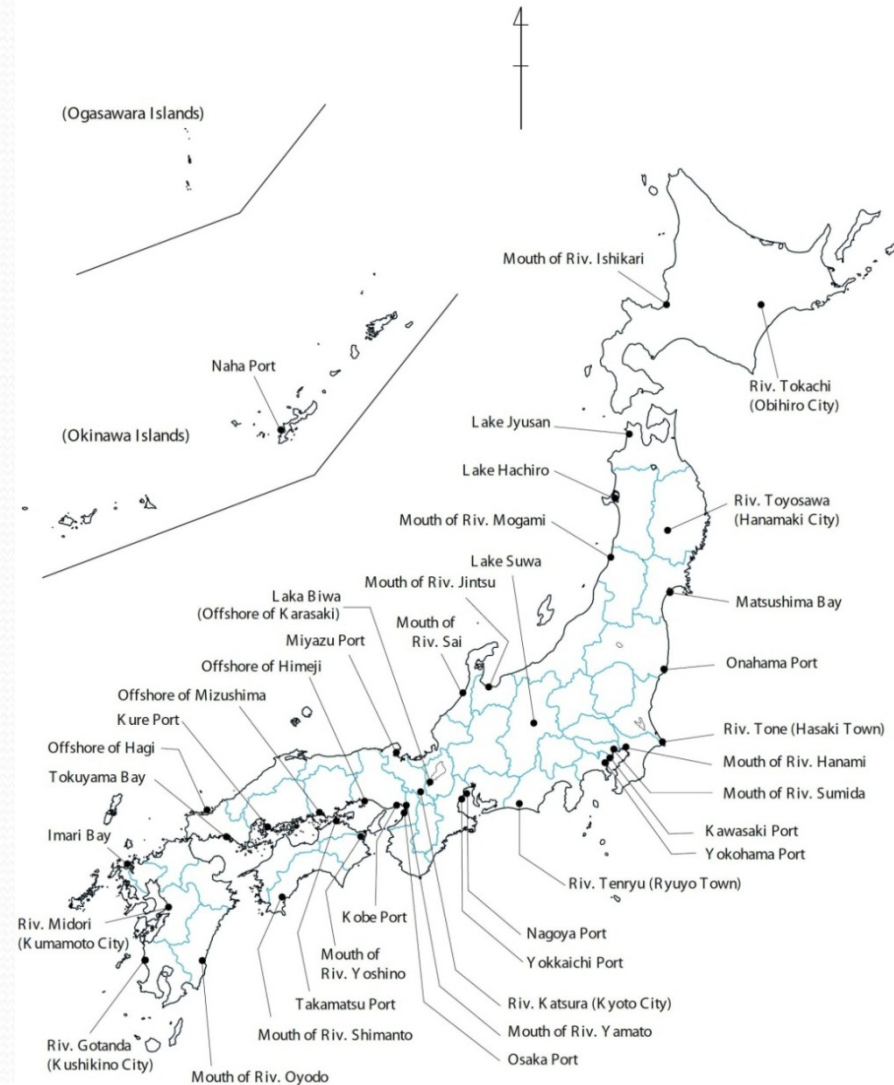 (Ogasawara Islands)
Mouth of Riv. Ishikari
Naha Port
Riv. Tokachi
(Obihiro City)
(Okinawa Islands)
Lake Jyusan
Lake Hachiro
Riv. Toyosawa
(Hanamaki City)
Mouth of Riv. Mogami
Lake Suwa
Mouth of Riv. Jintsu
Laka Biwa
(Offshore of Karasaki)
Matsushima Bay
Mouth of
Riv. Sai
Miyazu Port
Offshore of Himeji
Onahama Port
Offshore of Mizushima
Kure Port
Riv. Tone (Hasaki Town)
Offshore of Hagi
Mouth of Riv. Hanami
Tokuyama Bay
Mouth of Riv. Sumida
Imari Bay
Kawasaki Port
Yokohama Port
Riv. Tenryu (Ryuyo Town)
Kobe Port
Riv. Midori
(Kumamoto City)
Nagoya Port
Mouth of
Riv. Yoshino
Yokkaichi Port
Takamatsu Port
Riv. Katsura (Kyoto City)
Mouth of Riv. Shimanto
Mouth of Riv. Yamato
Riv. Gotanda
(Kushikino City)
Osaka Port
Mouth of Riv. Oyodo